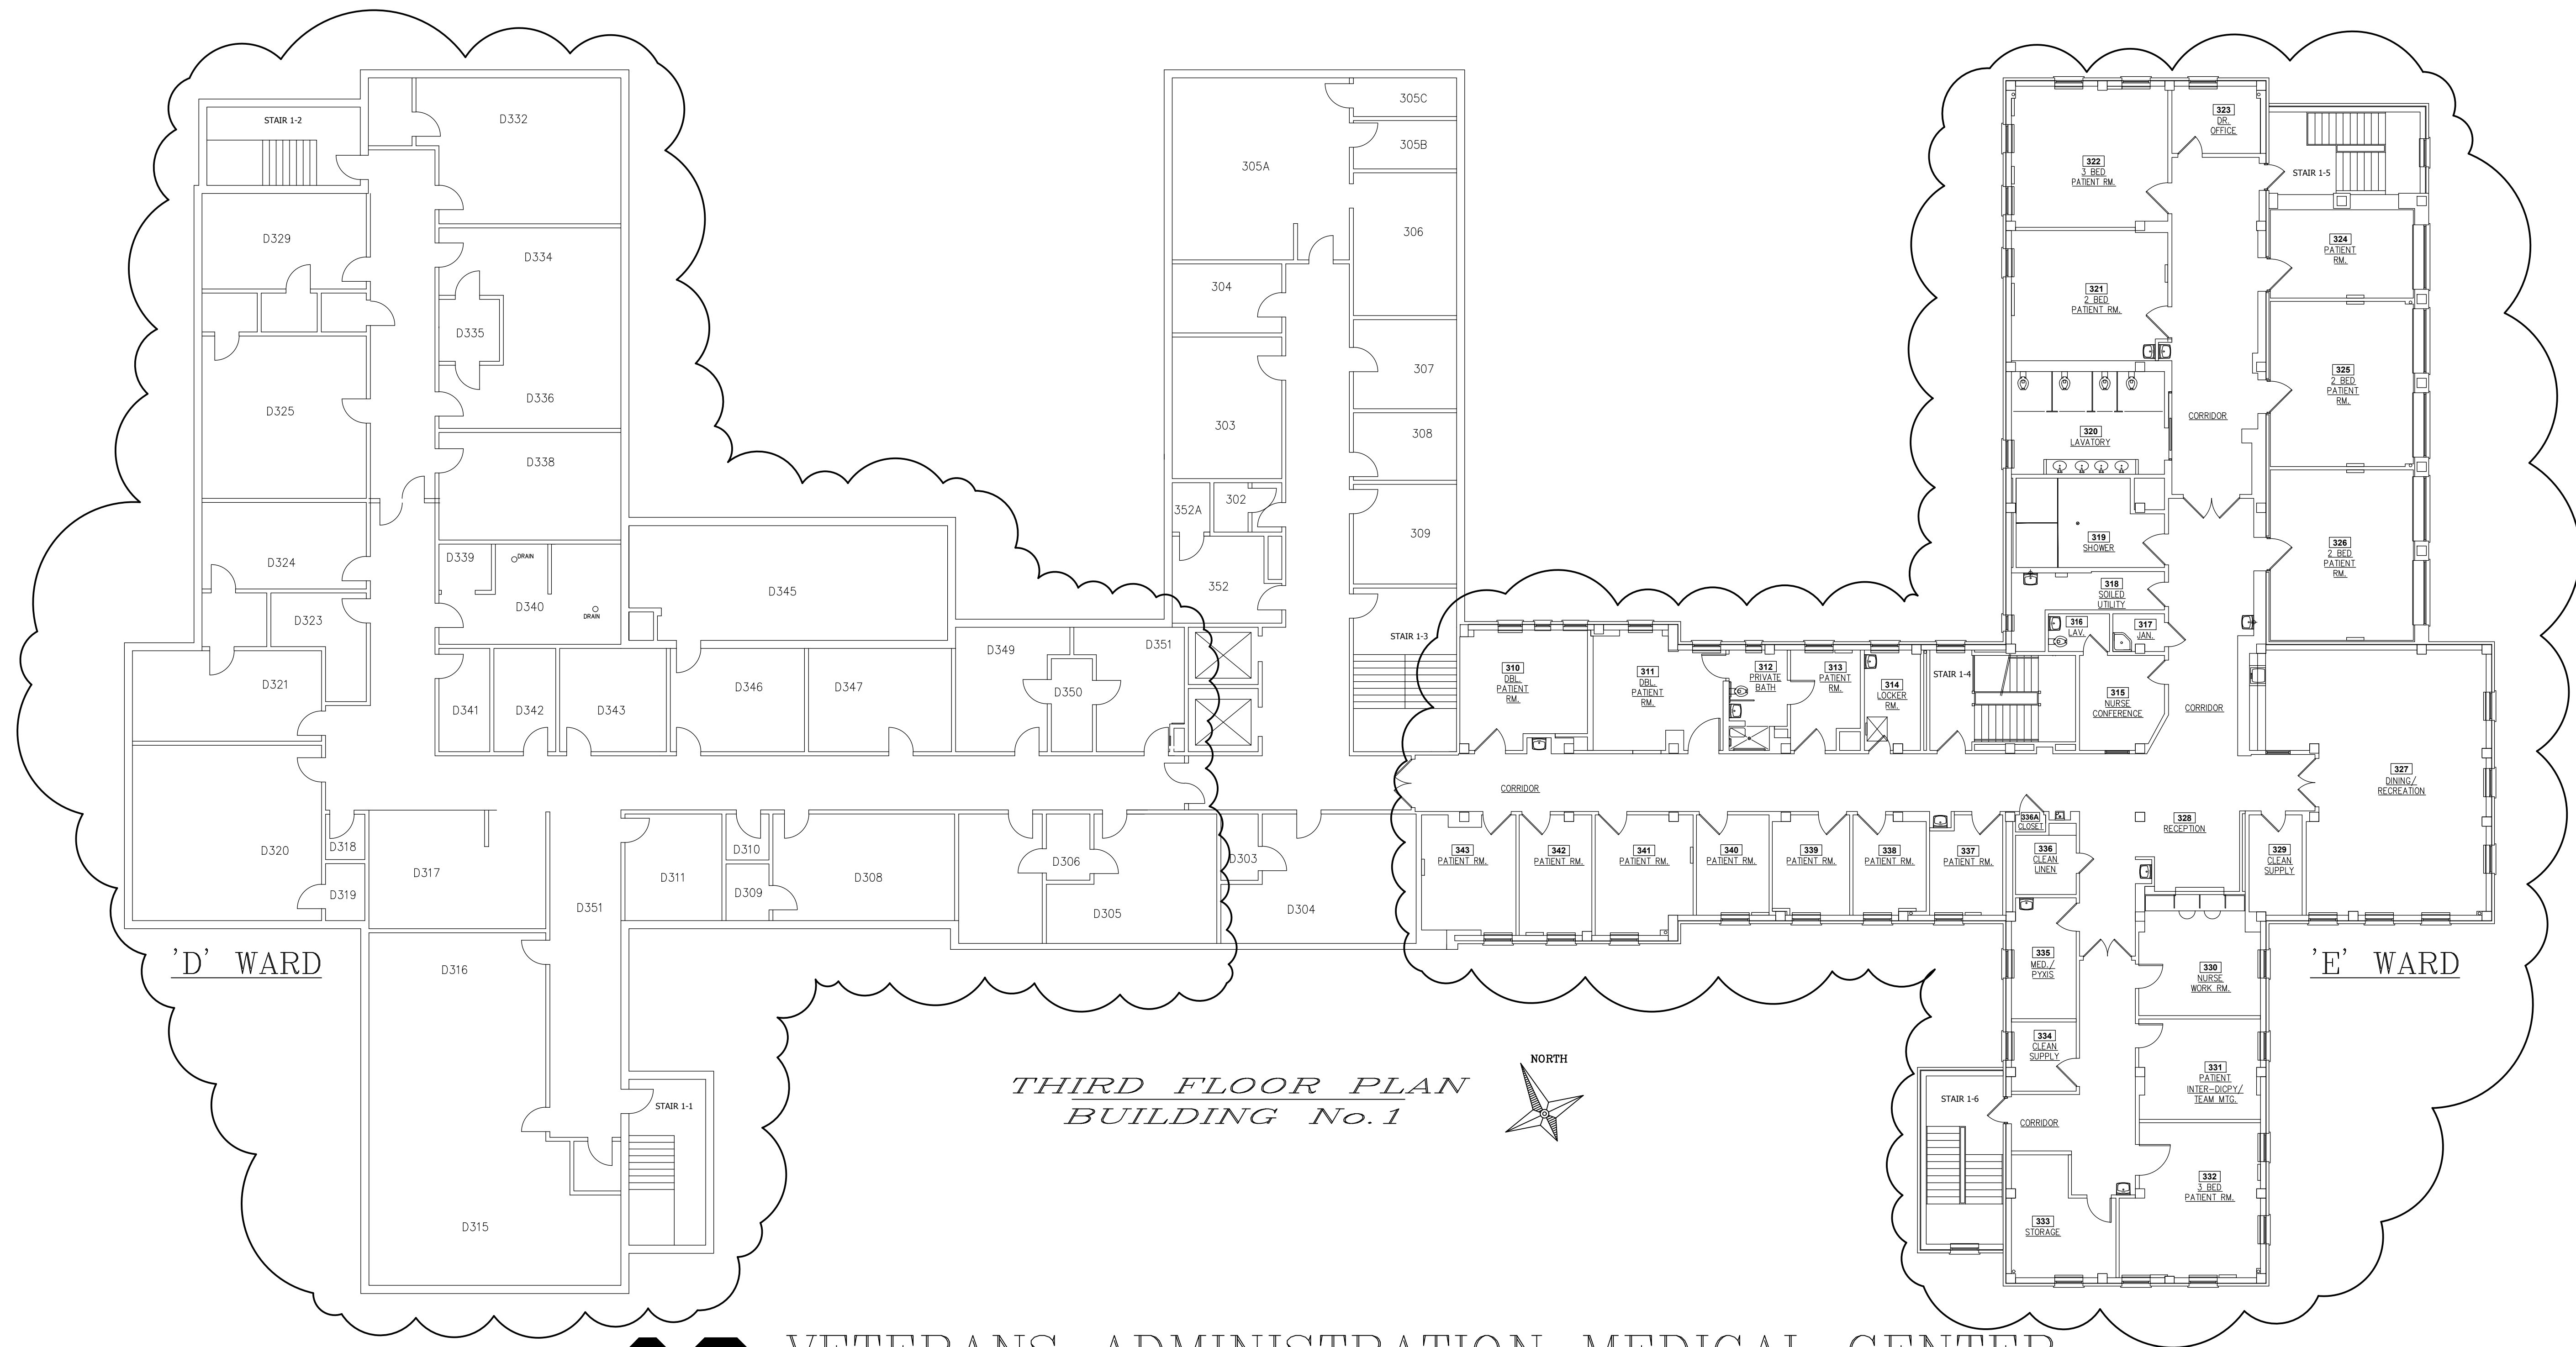 STAIR 1-2
D332
D329
D334
D335
D325
D336
D338
D324
D339
DRAIN
D340
DRAIN
D323
D345
D321
D341
D342
D343
D346
D347
D349
D350
D351
D320
D318
D319
D317
D351
D311
D310
D309
D308
D306
D305
D303
D304
D316
D315
STAIR 1-1
'D' WARD
305C
305B
305A
306
304
307
303
308
302
352A
309
352
STAIR 1-3
310
DBL.
PATIENT
RM.
311
DBL.
PATIENT
RM.
312
PRIVATE
BATH
313
PATIENT
RM.
314
LOCKER
RM.
STAIR 1-4
315
NURSE
CONFERENCE
316
LAV.
317
JAN.
318
SOILED
UTILITY
319
SHOWER
320
LAVATORY
321
2 BED
PATIENT RM.
322
3 BED
PATIENT RM.
323
DR.
OFFICE
STAIR 1-5
324
PATIENT
RM.
325
2 BED
PATIENT
RM.
326
2 BED
PATIENT
RM.
CORRIDOR
CORRIDOR
CORRIDOR
327
DINING/
RECREATION
328
RECEPTION
329
CLEAN
SUPPLY
343
PATIENT RM.
342
PATIENT RM.
341
PATIENT RM.
340
PATIENT RM.
339
PATIENT RM.
338
PATIENT RM.
337
PATIENT RM.
336A
CLOSET
336
CLEAN
LINEN
335
MED./
PYXIS
334
CLEAN
SUPPLY
330
NURSE
WORK RM.
331
PATIENT
INTER-DICPY/
TEAM MTG.
STAIR 1-6
CORRIDOR
332
3 BED
PATIENT RM.
333
STORAGE
'E' WARD
NORTH
THIRD FLOOR PLAN
BUILDING No. 1
VETERANS ADMINISTRATION MEDICAL CENTER